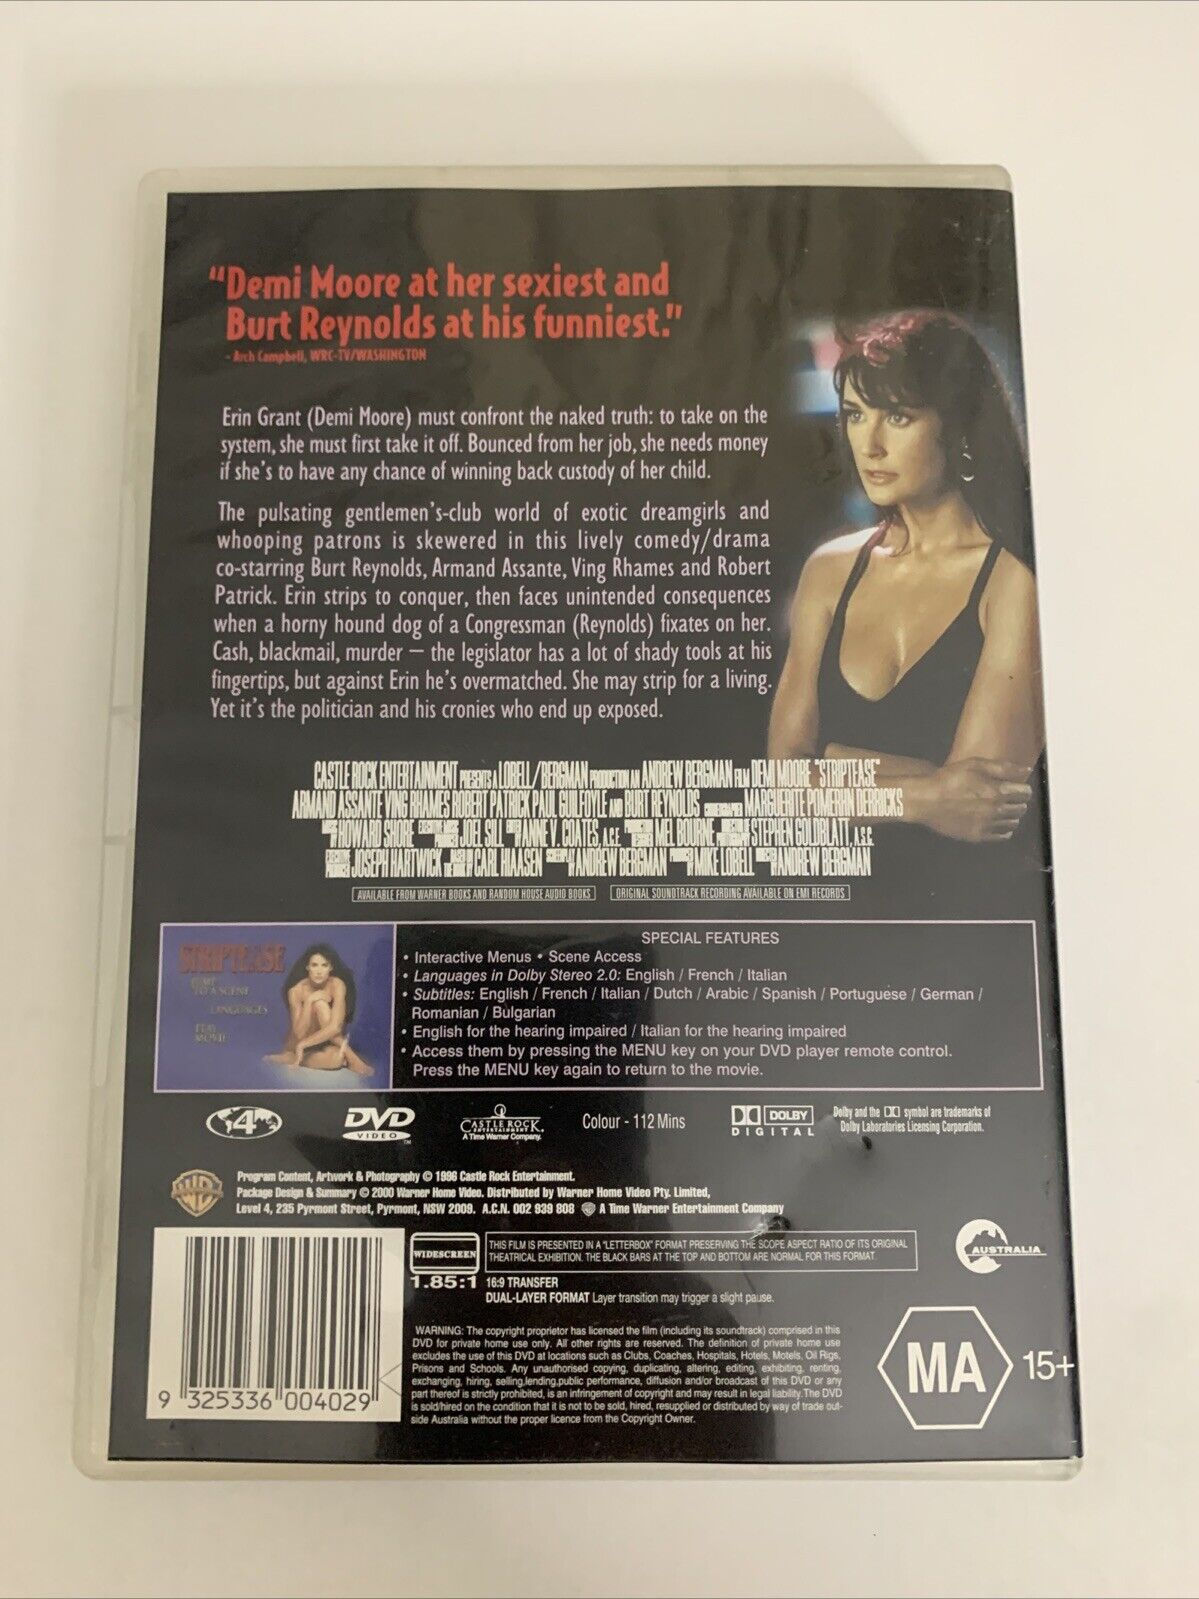 "Demi Moore at her sexiest and
Burt Reynolds at his funniest."
- Arch Campbell, WRC-TV/WASHINGTON
Erin Grant (Demi Moore) must confront the naked truth: to take on the
system, she must first take it off. Bounced from her job, she needs money
if she's to have any chance of winning back custody of her child.
The pulsating gentlemen's-club world of exotic dreamgirls and
whooping patrons is skewered in this lively comedy/drama
co-starring Burt Reynolds, Armand Assante, Ving Rhames and Robert
Patrick. Erin strips to conquer, then faces unintended consequences
when a horny hound dog of a Congressman (Reynolds) fixates on her.
Cash, blackmail, murder – the legislator has a lot of shady tools at his
fingertips, but against Erin he's overmatched. She may strip for a living.
Yet it's the politician and his cronies who end up exposed.
CASTLE ROCK ENTERTAINMENT PRESENTS A LOBELL/BERGMAN PRODUCTION AN ANDREW BERGMAN FILM DEMI MOORE "STRIPTEASE"
ARMAND ASSANTE VING RHAMES ROBERT PATRICK PAUL GUILFOYLE AND BURT REYNOLDS CHOREOGRAPHER MARGUERITE POMERHN DERRICKS
HOWARD SHORE JOEL SILL ANNE V. COATES, A.C.E. MEL BOURNE STEPHEN GOLDBLATT, A.S.C.
EXECUTIVE PRODUCER JOSEPH HARTWICK CARL HIAASEN SCREENPLAY BY ANDREW BERGMAN MIKE LOBELL ANDREW BERGMAN
AVAILABLE FROM WARNER BOOKS AND RANDOM HOUSE AUDIO BOOKS ORIGINAL SOUNDTRACK RECORDING AVAILABLE ON EMI RECORDS
STRIPTEASE
TO A SCENE
LANGUAGES
PLAY
MOVIE
SPECIAL FEATURES
• Interactive Menus • Scene Access
• Languages in Dolby Stereo 2.0: English / French / Italian
• Subtitles: English / French / Italian / Dutch / Arabic / Spanish / Portuguese / German /
Romanian / Bulgarian
• English for the hearing impaired / Italian for the hearing impaired
• Access them by pressing the MENU key on your DVD player remote control.
Press the MENU key again to return to the movie.
4
DVD
VIDEO
TM
CASTLE ROCK
ENTERTAINMENT
A Time Warner Company.
Colour - 112 Mins
DOLBY
DIGITAL
Dolby and the symbol are trademarks of
Dolby Laboratories Licensing Corporation.
WB
Program Content, Artwork & Photography © 1996 Castle Rock Entertainment.
Package Design & Summary © 2000 Warner Home Video. Distributed by Warner Home Video Pty. Limited,
Level 4, 235 Pyrmont Street, Pyrmont, NSW 2009. A.C.N. 002 939 808 A Time Warner Entertainment Company
WIDESCREEN
1.85:1
THIS FILM IS PRESENTED IN A "LETTERBOX" FORMAT PRESERVING THE SCOPE ASPECT RATIO OF ITS ORIGINAL
THEATRICAL EXHIBITION. THE BLACK BARS AT THE TOP AND BOTTOM ARE NORMAL FOR THIS FORMAT.
16:9 TRANSFER
DUAL-LAYER FORMAT Layer transition may trigger a slight pause.
AUSTRALIA
WARNING: The copyright proprietor has licensed the film (including its soundtrack) comprised in this
DVD for private home use only. All other rights are reserved. The definition of private home use
excludes the use of this DVD at locations such as Clubs, Coaches, Hospitals, Hotels, Motels, Oil Rigs,
Prisons and Schools. Any unauthorised copying, duplicating, altering, editing, exhibiting, renting,
exchanging, hiring, selling,lending,public performance, diffusion and/or broadcast of this DVD or any
part thereof is strictly prohibited, is an infringement of copyright and may result in legal liability.The DVD
is sold/hired on the condition that it is not to be sold, hired, resupplied or distributed by way of trade out-
side Australia without the proper licence from the Copyright Owner.
9 325336 004029
MA 15+